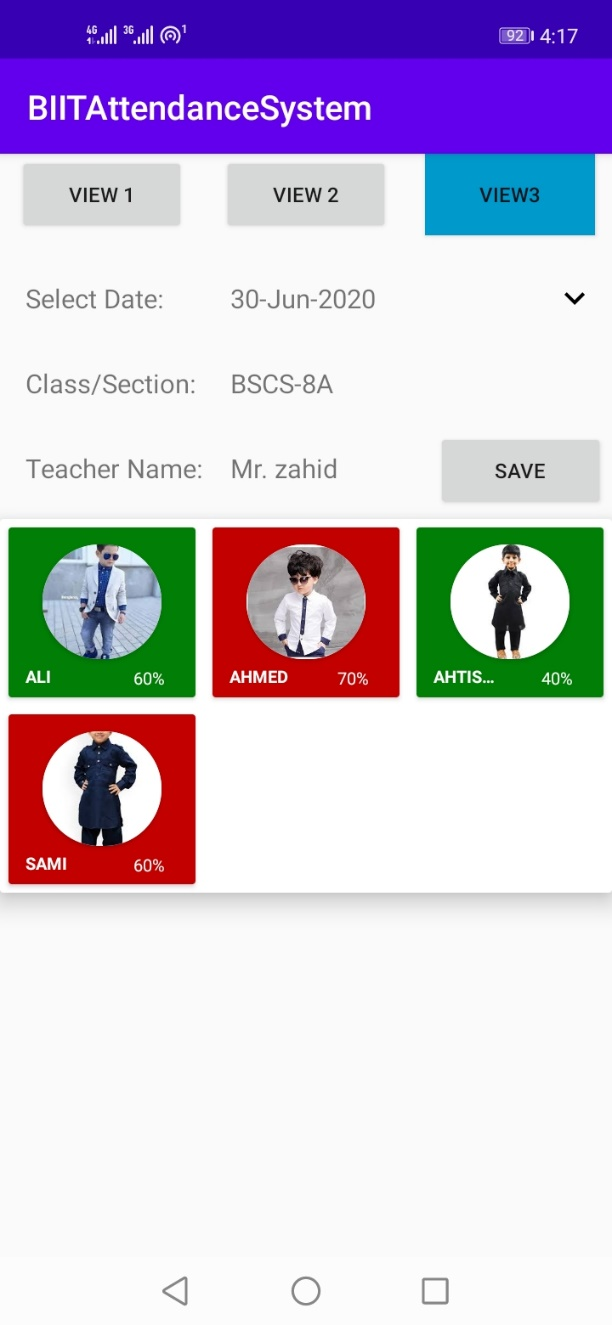 4G 3G 1 92 4:17
BIITAttendanceSystem
VIEW 1 VIEW 2 VIEW3
Select Date: 30-Jun-2020
Class/Section: BSCS-8A
Teacher Name: Mr. zahid SAVE
ALI 60% AHMED 70% AHTIS... 40%
SAMI 60%